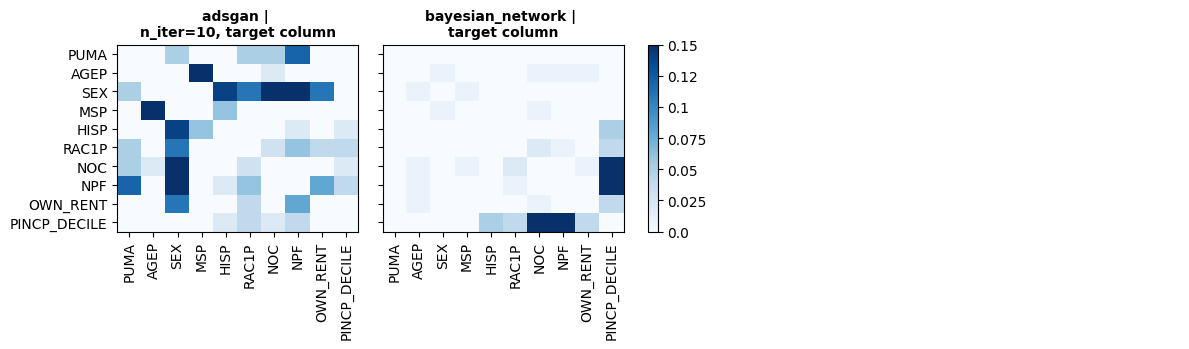 adsgan |
n_iter=10, target column
bayesian_network |
target column
PUMA
AGEP
SEX
MSP
HISP
RAC1P
NOC
NPF
OWN_RENT
PINCP_DECILE
PUMA
AGEP
SEX
MSP
HISP
RAC1P
NOC
NPF
OWN_RENT
PINCP_DECILE
PUMA
AGEP
SEX
MSP
HISP
RAC1P
NOC
NPF
OWN_RENT
PINCP_DECILE
0.15
0.12
0.1
0.075
0.05
0.025
0.0